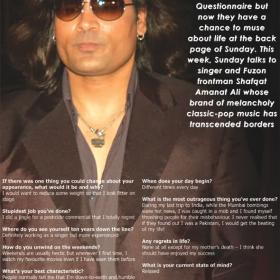 Questionnaire but
now they have a
chance to muse
about life at the back
page of Sunday. This
week, Sunday talks to
singer and Fuzon
frontman Shafqat
Amanat Ali whose
brand of melancholy
classic-pop music has
transcended borders
If there was one thing you could change about your
appearance, what would it be and why?
I would want to reduce some weight so that I look fitter on
stage
Stupidest job you've done?
I did a jingle for a pesticide commercial that I totally regret
Where do you see yourself ten years down the line?
Definitely working as a singer but more experienced
How do you unwind on the weekends?
Weekends are usually hectic but whenever I find time, I
watch my favourite movies even if I have seen them before
What's your best characteristic?
People normally tell me that I'm down-to-earth and humble
When does your day begin?
Different times every day
What is the most outrageous thing you've ever done?
During my last trip to India, while the Mumbai bombings
were hot news, I was caught in a mob and I found myself
thrashing people for their misbehaviour. I never realised that
if they found out I was a Pakistani, I would get the beating
of my life!
Any regrets in life?
None at all except for my mother's death – I think she
should have enjoyed my success
What is your current state of mind?
Relaxed